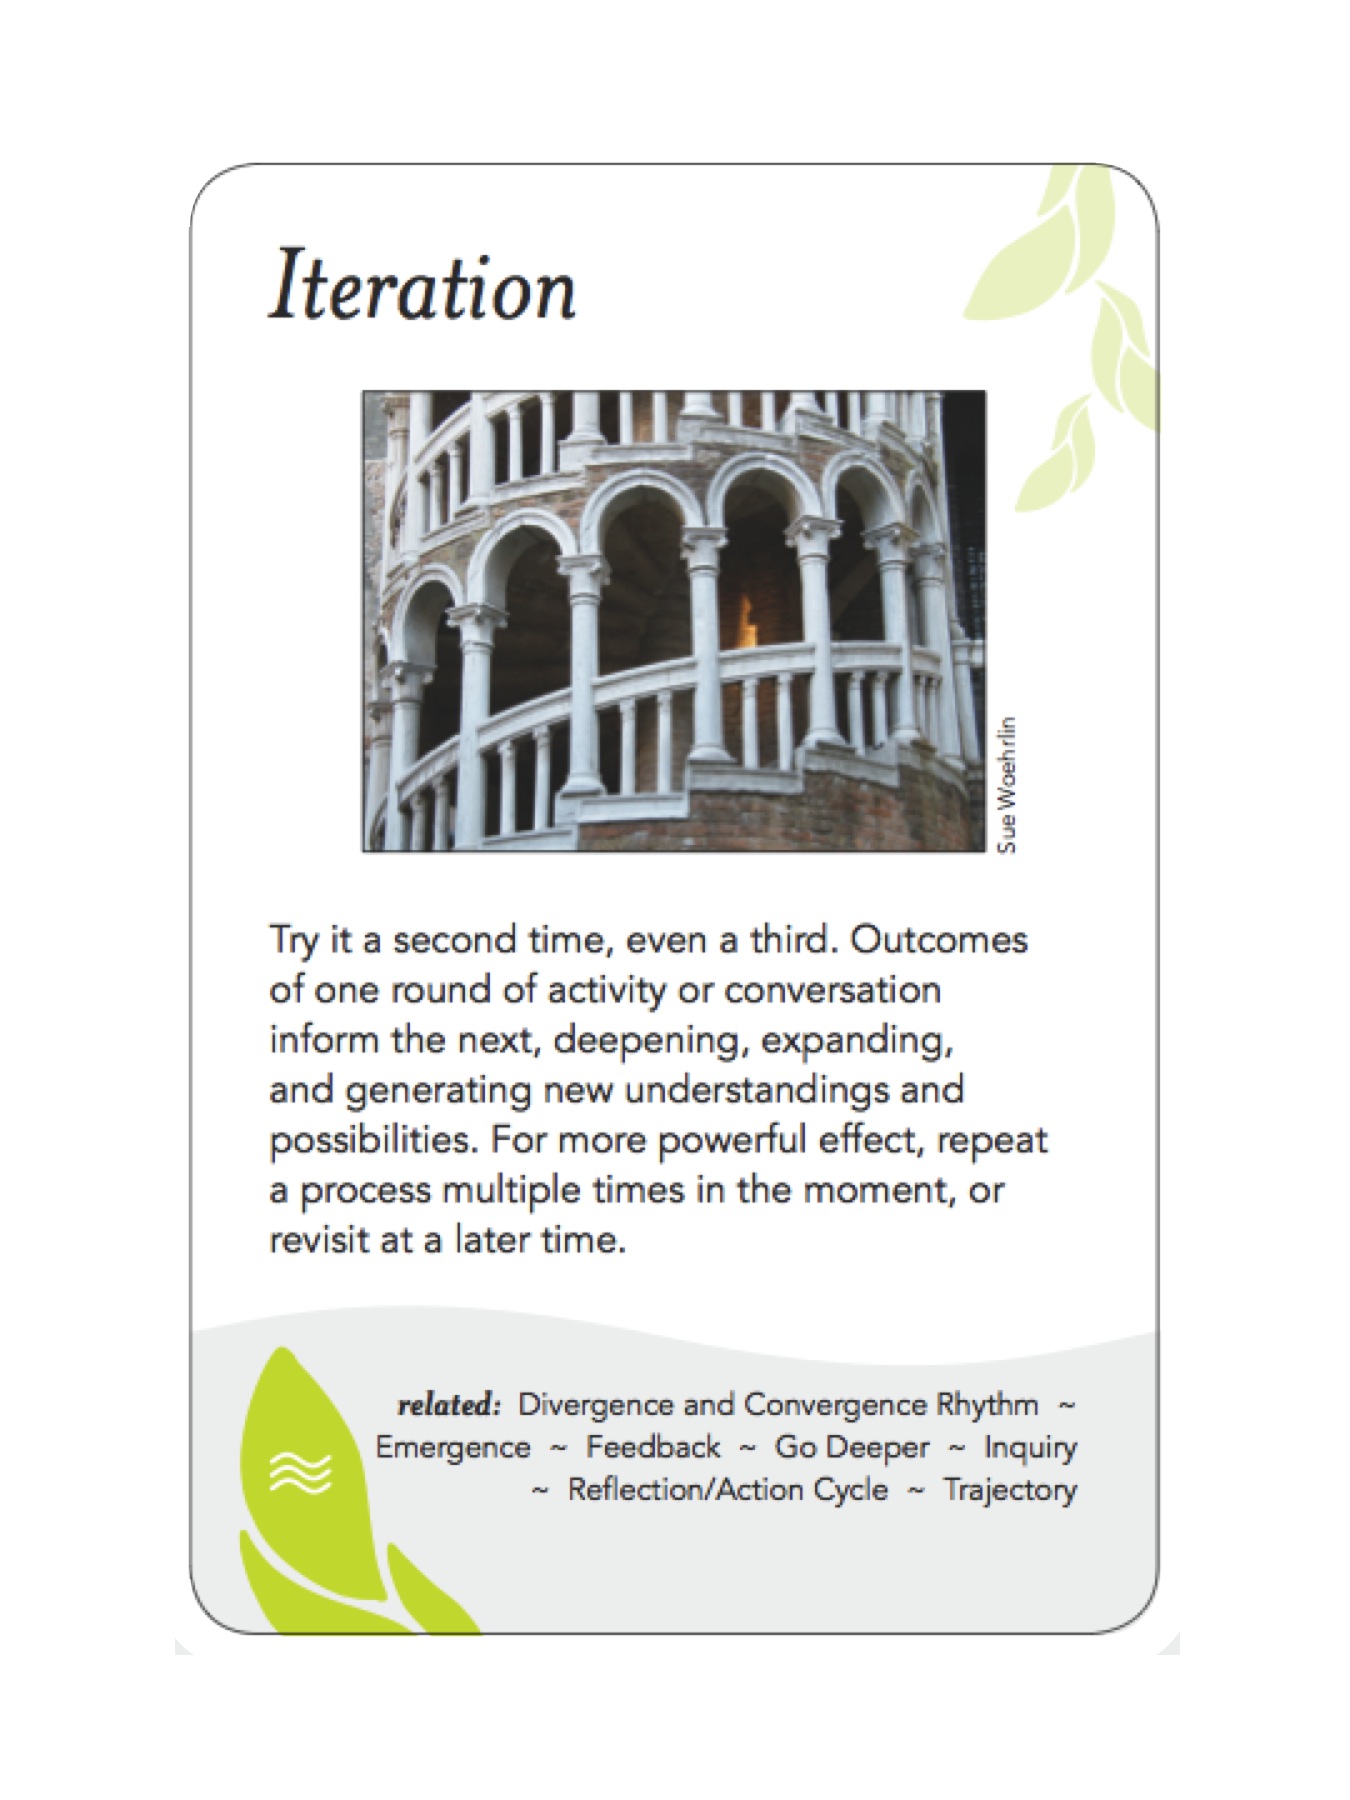 Iteration
Sue Woehrlin
Try it a second time, even a third. Outcomes
of one round of activity or conversation
inform the next, deepening, expanding,
and generating new understandings and
possibilities. For more powerful effect, repeat
a process multiple times in the moment, or
revisit at a later time.
related: Divergence and Convergence Rhythm ~
Emergence ~ Feedback ~ Go Deeper ~ Inquiry
~ Reflection/Action Cycle ~ Trajectory